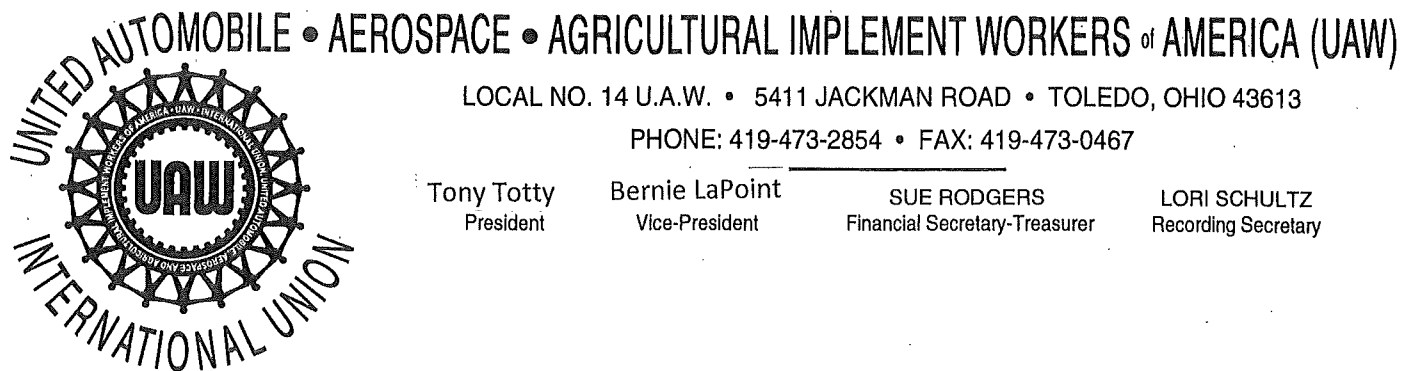 UNITED AUTOMOBILE • AEROSPACE • AGRICULTURAL IMPLEMENT WORKERS of AMERICA (UAW)
INTERNATIONAL UNION
UAW
LOCAL NO. 14 U.A.W. • 5411 JACKMAN ROAD • TOLEDO, OHIO 43613
PHONE: 419-473-2854 • FAX: 419-473-0467
Tony Totty Bernie LaPoint SUE RODGERS LORI SCHULTZ
President Vice-President Financial Secretary-Treasurer Recording Secretary